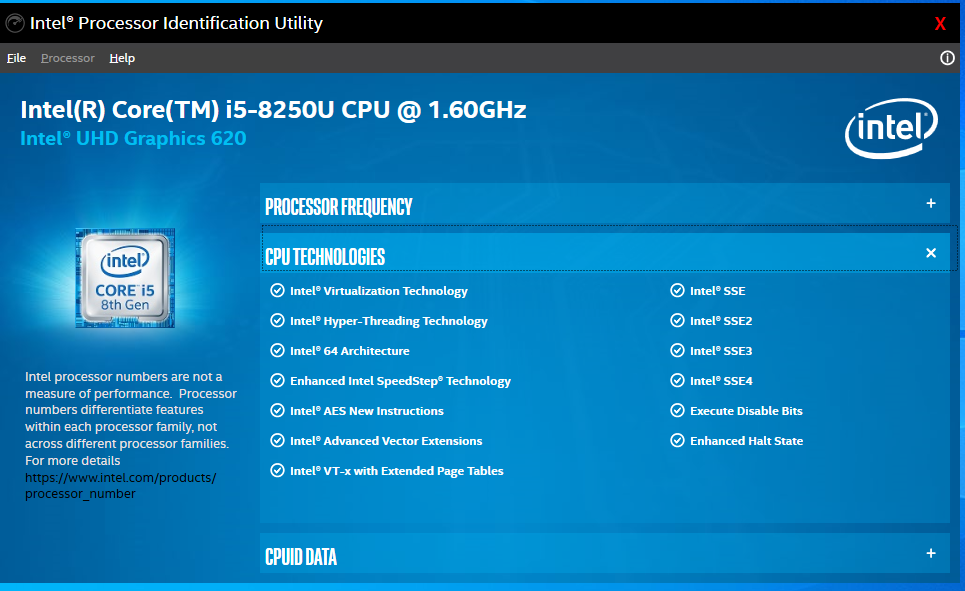 Intel® Processor Identification Utility
X
File Processor Help
Intel(R) Core(TM) i5-8250U CPU @ 1.60GHz
Intel® UHD Graphics 620
intel®
PROCESSOR FREQUENCY +
CPU TECHNOLOGIES ×
Intel® Virtualization Technology
Intel® Hyper-Threading Technology
Intel® 64 Architecture
Enhanced Intel SpeedStep® Technology
Intel® AES New Instructions
Intel® Advanced Vector Extensions
Intel® VT-x with Extended Page Tables
Intel® SSE
Intel® SSE2
Intel® SSE3
Intel® SSE4
Execute Disable Bits
Enhanced Halt State
CPUID DATA +
intel®
CORE™ i5
8th Gen
Intel processor numbers are not a
measure of performance. Processor
numbers differentiate features
within each processor family, not
across different processor families.
For more details
https://www.intel.com/products/
processor_number